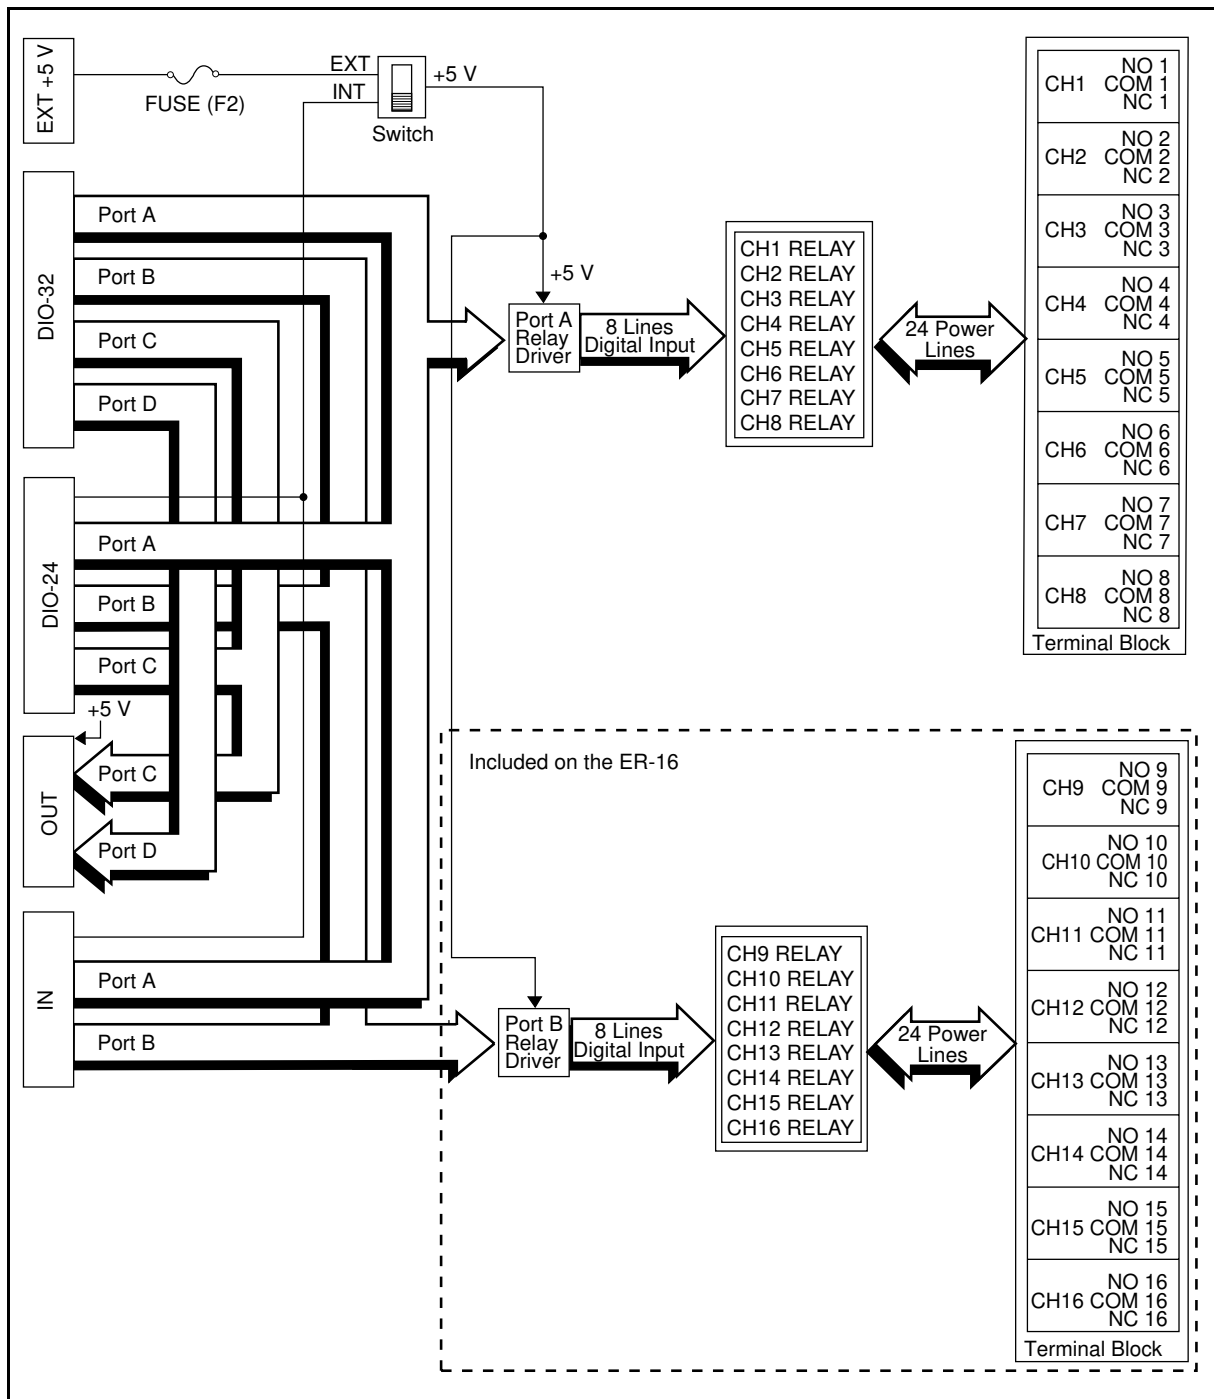 EXT +5 V
FUSE (F2)
EXT
INT
Switch
+5 V
DIO-32
Port A
Port B
Port C
Port D
+5 V
Port A
Relay
Driver
8 Lines
Digital Input
CH1 RELAY
CH2 RELAY
CH3 RELAY
CH4 RELAY
CH5 RELAY
CH6 RELAY
CH7 RELAY
CH8 RELAY
24 Power
Lines
NO 1
CH1 COM 1
NC 1
NO 2
CH2 COM 2
NC 2
NO 3
CH3 COM 3
NC 3
NO 4
CH4 COM 4
NC 4
NO 5
CH5 COM 5
NC 5
NO 6
CH6 COM 6
NC 6
NO 7
CH7 COM 7
NC 7
NO 8
CH8 COM 8
NC 8
Terminal Block
DIO-24
Port A
Port B
Port C
+5 V
OUT
Port C
Port D
IN
Port A
Port B
Included on the ER-16
Port B
Relay
Driver
8 Lines
Digital Input
CH9 RELAY
CH10 RELAY
CH11 RELAY
CH12 RELAY
CH13 RELAY
CH14 RELAY
CH15 RELAY
CH16 RELAY
24 Power
Lines
NO 9
CH9 COM 9
NC 9
NO 10
CH10 COM 10
NC 10
NO 11
CH11 COM 11
NC 11
NO 12
CH12 COM 12
NC 12
NO 13
CH13 COM 13
NC 13
NO 14
CH14 COM 14
NC 14
NO 15
CH15 COM 15
NC 15
NO 16
CH16 COM 16
NC 16
Terminal Block